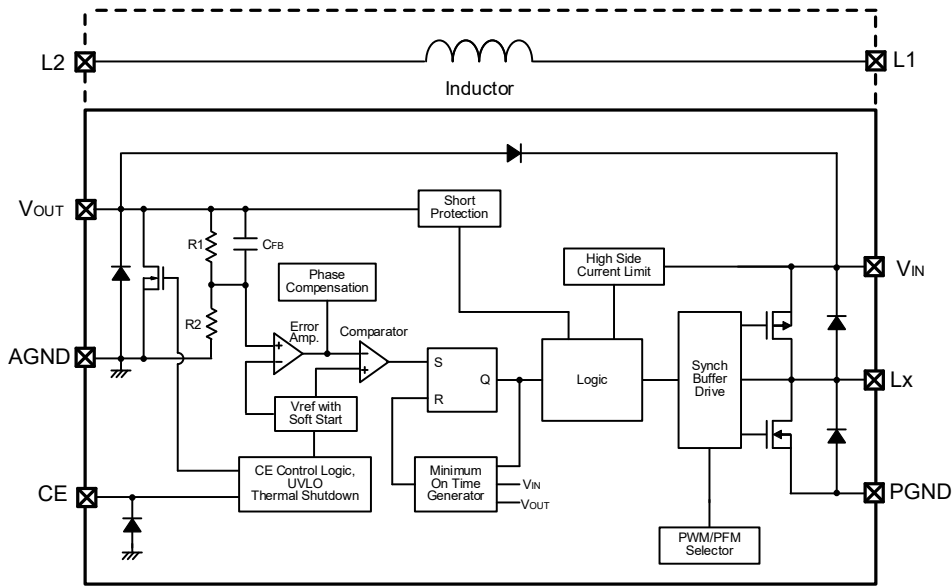 L2
L1
Inductor
VOUT
Short
Protection
R1
CFB
High Side
Current Limit
VIN
Phase
Compensation
R2
Error
Amp.
Comparator
AGND
S
Q
R
Logic
Synch
Buffer
Drive
Lx
Vref with
Soft Start
CE Control Logic,
UVLO
Thermal Shutdown
Minimum
On Time
Generator
VIN
VOUT
CE
PGND
PWM/PFM
Selector